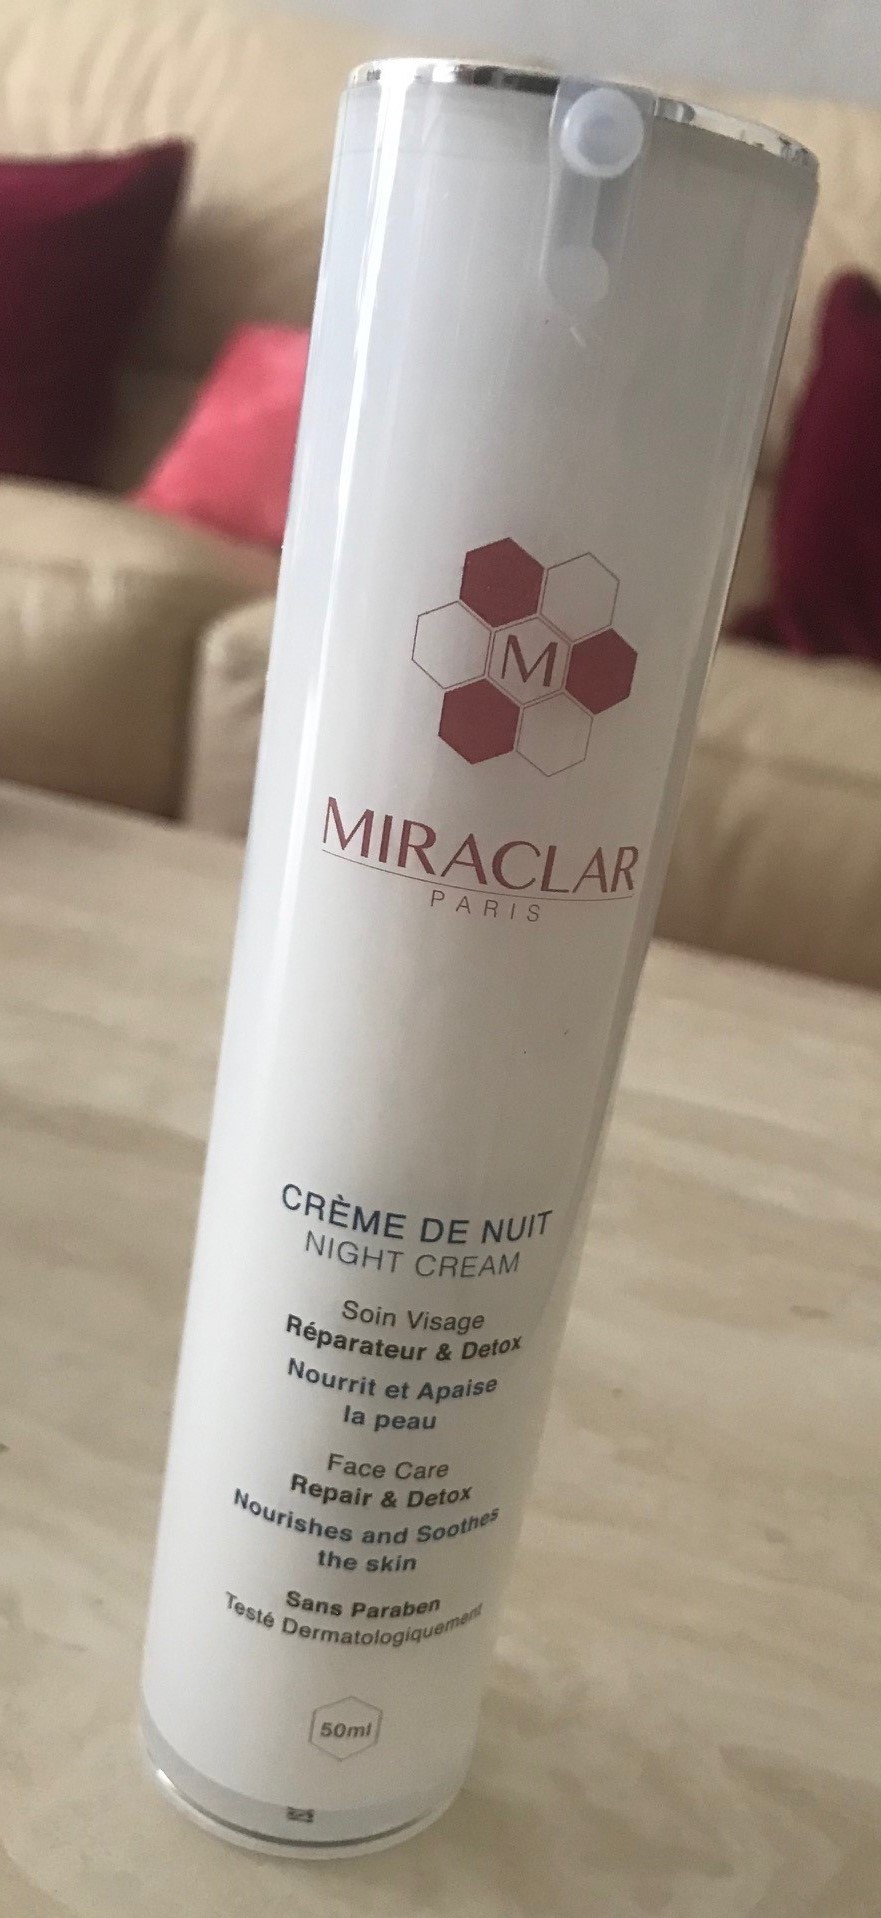 M
MIRACLAR
PARIS
CRÈME DE NUIT
NIGHT CREAM
Soin Visage
Réparateur & Detox
Nourrit et Apaise
la peau
Face Care
Repair & Detox
Nourishes and Soothes
the skin
Sans Paraben
Testé Dermatologiquement
50ml